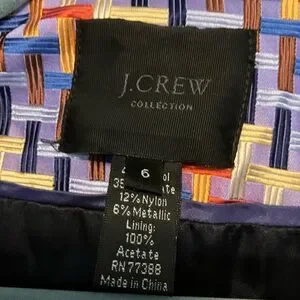 J.CREW
COLLECTION
6
12% Nylon
6% Metallic
Lining:
100%
Acetate
RN77388
Made in China